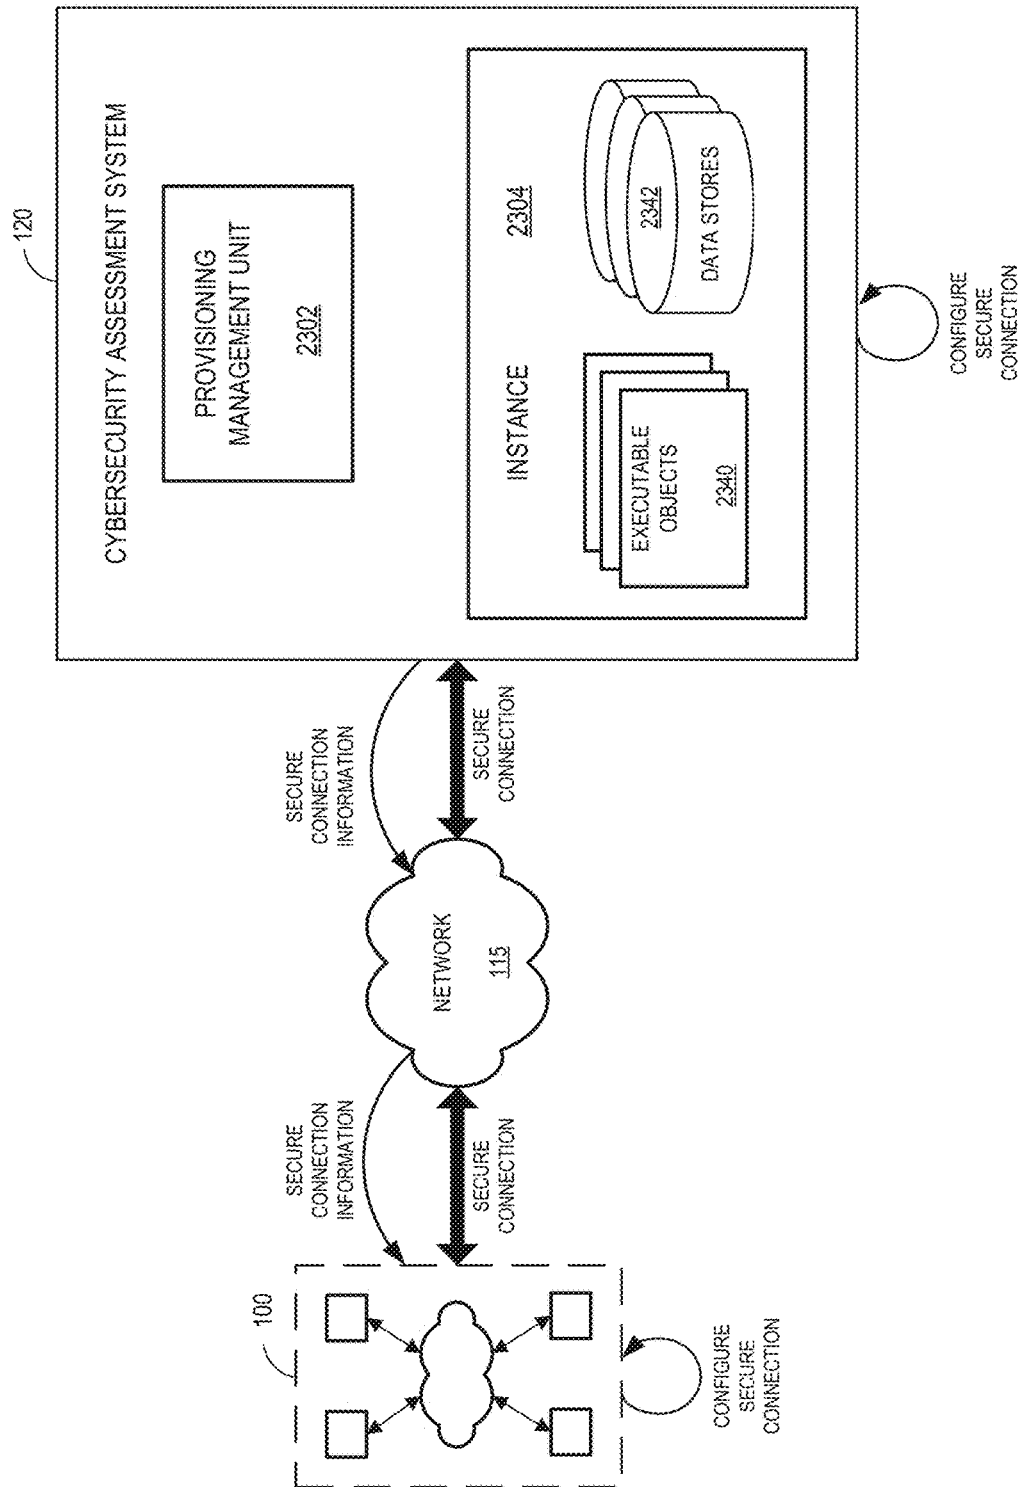 120
CYBERSECURITY ASSESSMENT SYSTEM
PROVISIONING
MANAGEMENT UNIT
2302
INSTANCE
2304
EXECUTABLE
OBJECTS
2340
2342
DATA STORES
CONFIGURE
SECURE
CONNECTION
SECURE
CONNECTION
INFORMATION
SECURE
CONNECTION
NETWORK
115
SECURE
CONNECTION
INFORMATION
SECURE
CONNECTION
100
CONFIGURE
SECURE
CONNECTION